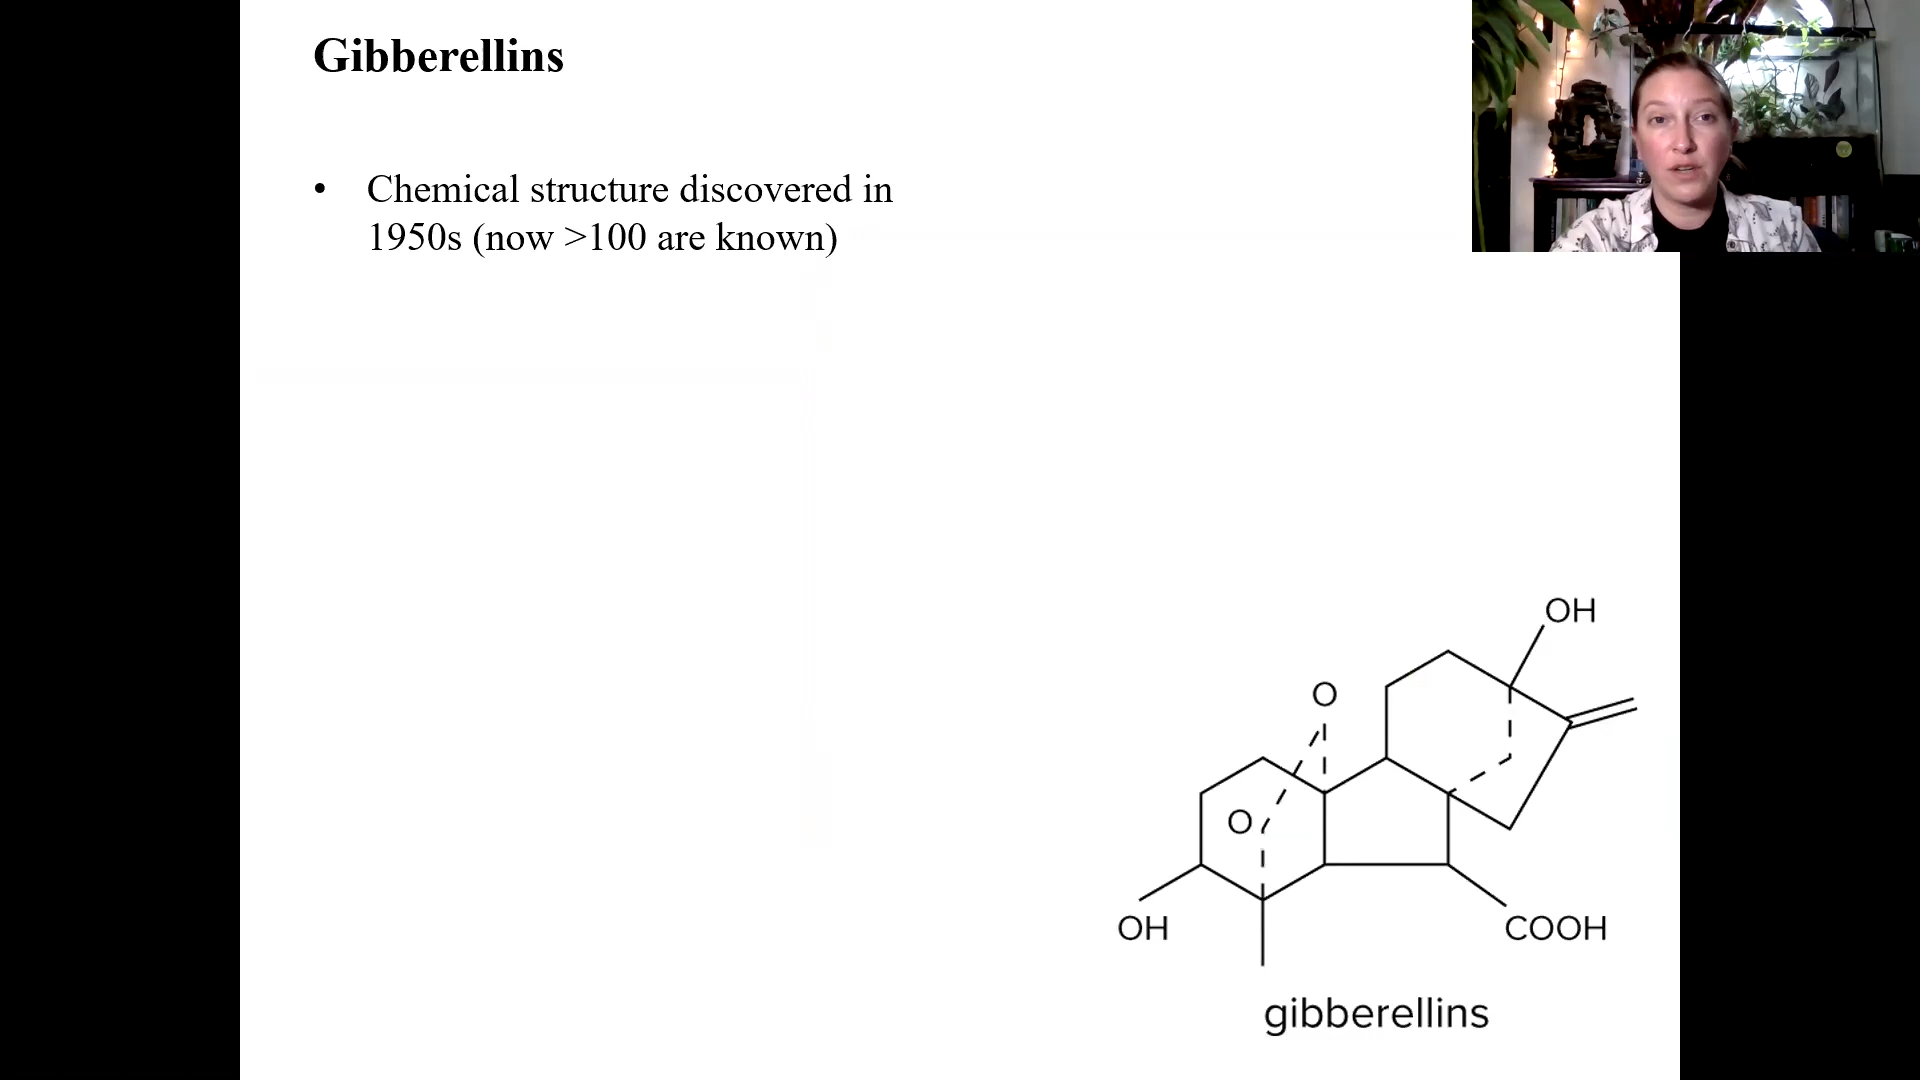 Gibberellins
• Chemical structure discovered in
1950s (now >100 are known)
OH
O
O
OH
COOH
gibberellins